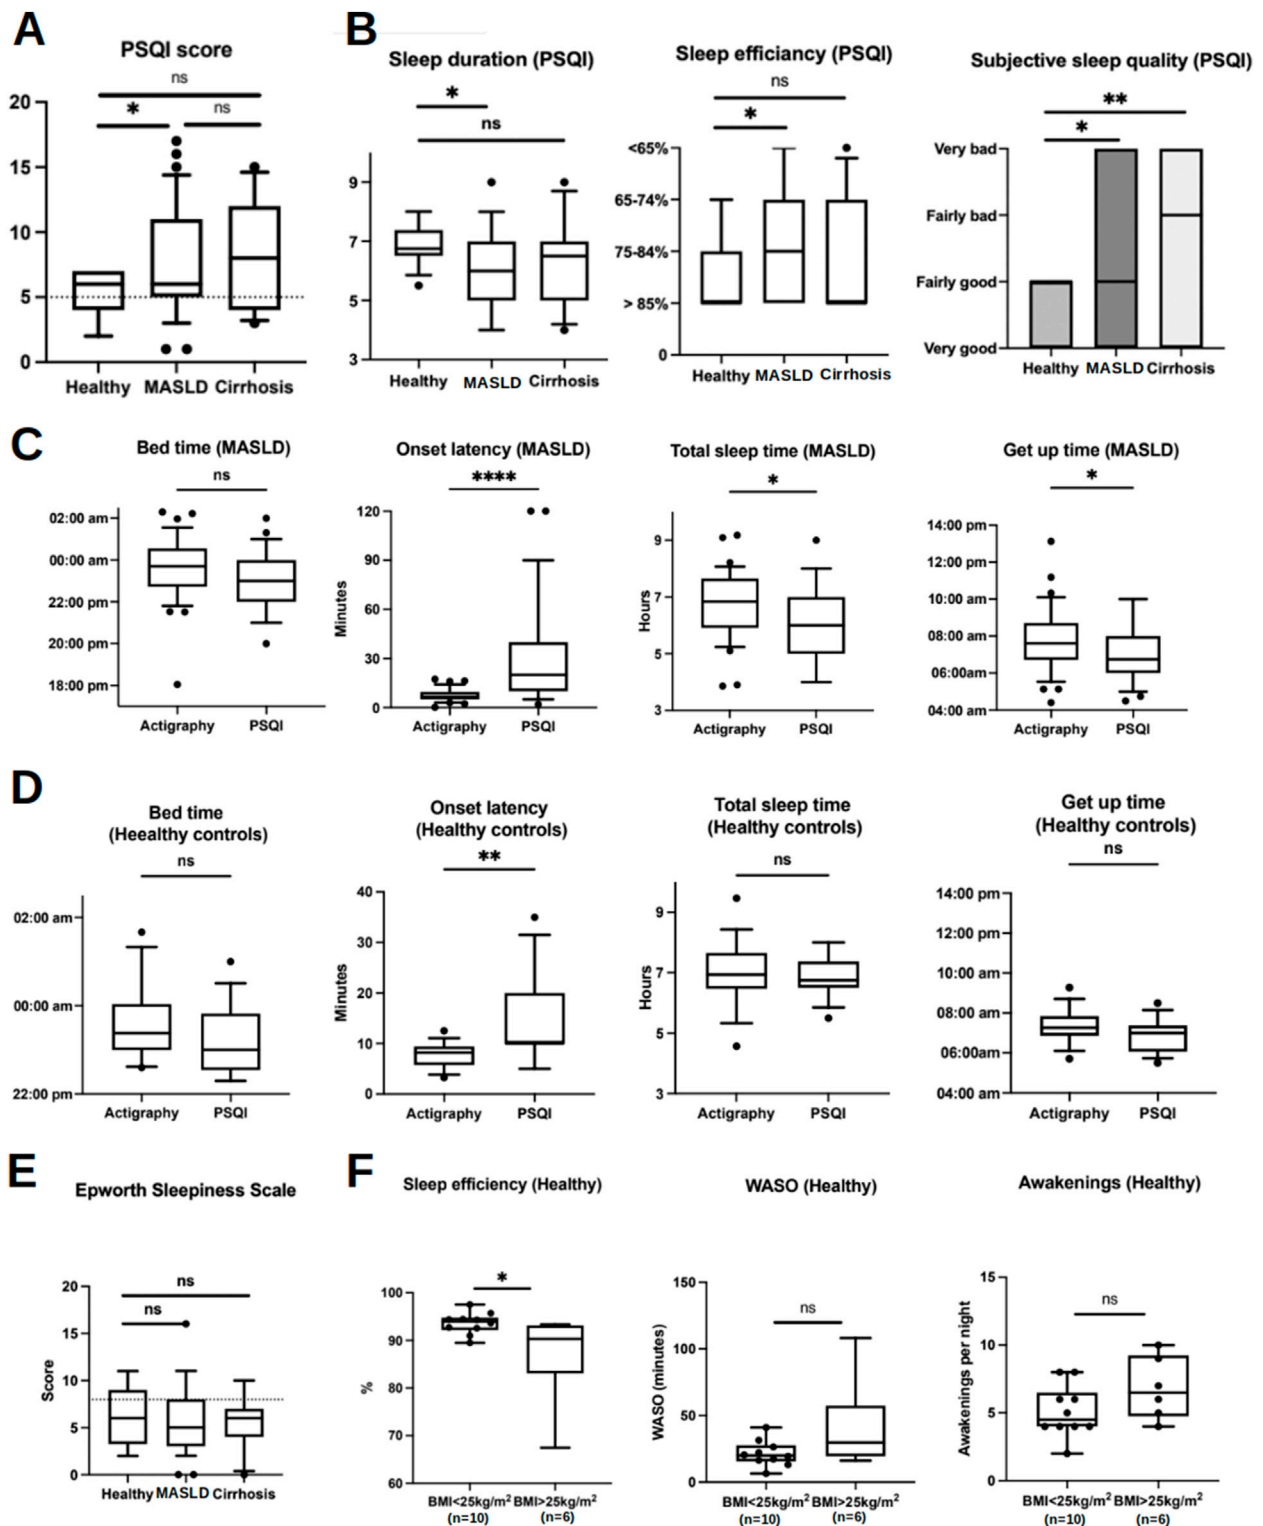 A
PSQI score
ns
*
ns
20
15
10
5
0
Healthy
MASLD
Cirrhosis
B
Sleep duration (PSQI)
*
ns
9
7
5
3
Healthy
MASLD
Cirrhosis
Sleep efficiancy (PSQI)
ns
*
<65%
65-74%
75-84%
> 85%
0
Healthy
MASLD
Cirrhosis
Subjective sleep quality (PSQI)
**
*
Very bad
Fairly bad
Fairly good
Very good
Healthy
MASLD
Cirrhosis
C
Bed time (MASLD)
ns
02:00 am
00:00 am
22:00 pm
20:00 pm
18:00 pm
Actigraphy
PSQI
Onset latency (MASLD)
****
Minutes
120
90
60
30
0
Actigraphy
PSQI
Total sleep time (MASLD)
*
Hours
9
7
5
3
Actigraphy
PSQI
Get up time (MASLD)
*
14:00 pm
12:00 pm
10:00 am
08:00 am
06:00am
04:00 am
Actigraphy
PSQI
D
Bed time
(Heealthy controls)
ns
02:00 am
00:00 am
22:00 pm
Actigraphy
PSQI
Onset latency
(Healthy controls)
**
Minutes
40
30
20
10
0
Actigraphy
PSQI
Total sleep time
(Healthy controls)
ns
Hours
9
7
5
3
Actigraphy
PSQI
Get up time
(Healthy controls)
ns
14:00 pm
12:00 pm
10:00 am
08:00 am
06:00am
04:00 am
Actigraphy
PSQI
E
Epworth Sleepiness Scale
ns
ns
Score
20
15
10
5
0
Healthy
MASLD
Cirrhosis
F
Sleep efficiency (Healthy)
*
%
100
90
80
70
60
BMI<25kg/m²
(n=10)
BMI>25kg/m²
(n=6)
WASO (Healthy)
ns
WASO (minutes)
150
100
50
0
BMI<25kg/m²
(n=10)
BMI>25kg/m²
(n=6)
Awakenings (Healthy)
ns
Awakenings per night
15
10
5
0
BMI<25kg/m²
(n=10)
BMI>25kg/m²
(n=6)